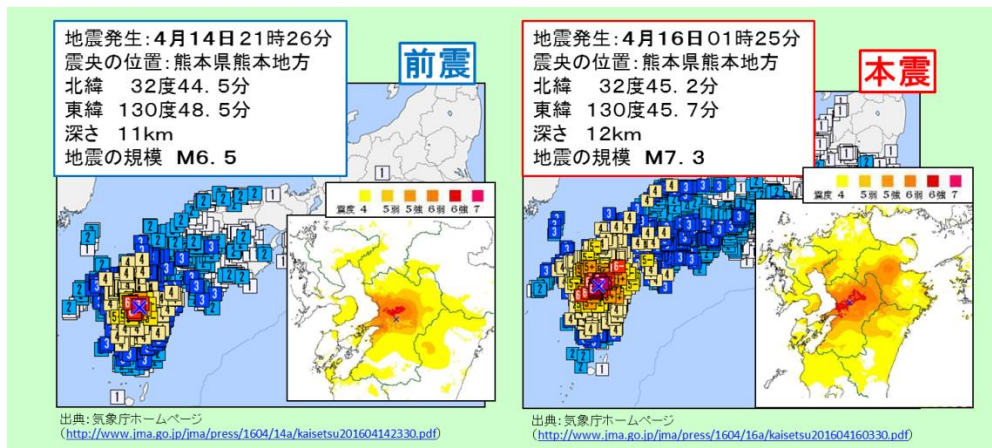 地震発生：4月14日21時26分
震央の位置：熊本県熊本地方
北緯 32度44．5分
東緯 130度48．5分
深さ 11km
地震の規模 M6．5
前震
震度 4 5弱 5強 6弱 6強 7
出典：気象庁ホームページ
（http://www.jma.go.jp/jma/press/1604/14a/kaisetsu201604142330.pdf）
地震発生：4月16日01時25分
震央の位置：熊本県熊本地方
北緯 32度45．2分
東緯 130度45．7分
深さ 12km
地震の規模 M7．3
本震
震度 4 5弱 5強 6弱 6強 7
出典：気象庁ホームページ
（http://www.jma.go.jp/jma/press/1604/16a/kaisetsu201604160330.pdf）